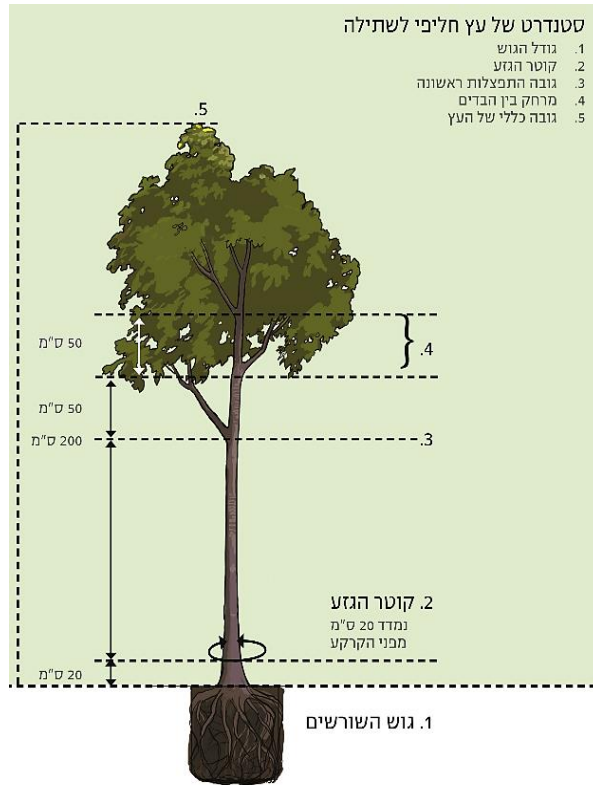 סטנדרט של עץ חליפי לשתילה
1. גודל הגוש
2. קוטר הגזע
3. גובה התפצלות ראשונה
4. מרחק בין הבדים
5. גובה כללי של העץ
5.
50 ס"מ
4.
50 ס"מ
200 ס"מ
3.
2. קוטר הגזע
נמדד 20 ס"מ
מפני הקרקע
20 ס"מ
1. גוש השורשים